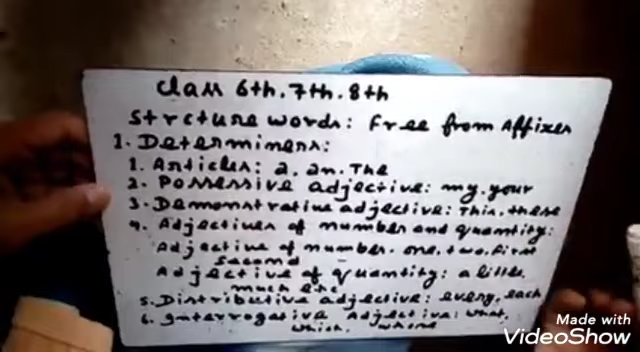 Class 6th. 7th. 8th
Strcture words: Free from Affixes
1. Determiners:
1. Articles: a. an. The
2. Possessive adjective: my. your
3. Demonstrative adjective: This. these
4. Adjectives of number and quantity:
Adjective of number. one, two, first
second
Adjective of quantity: a little,
much etc
5. Distributive adjective: every, each
6. Interrogative Adjective: what,
which, whose
Made with
VideoShow